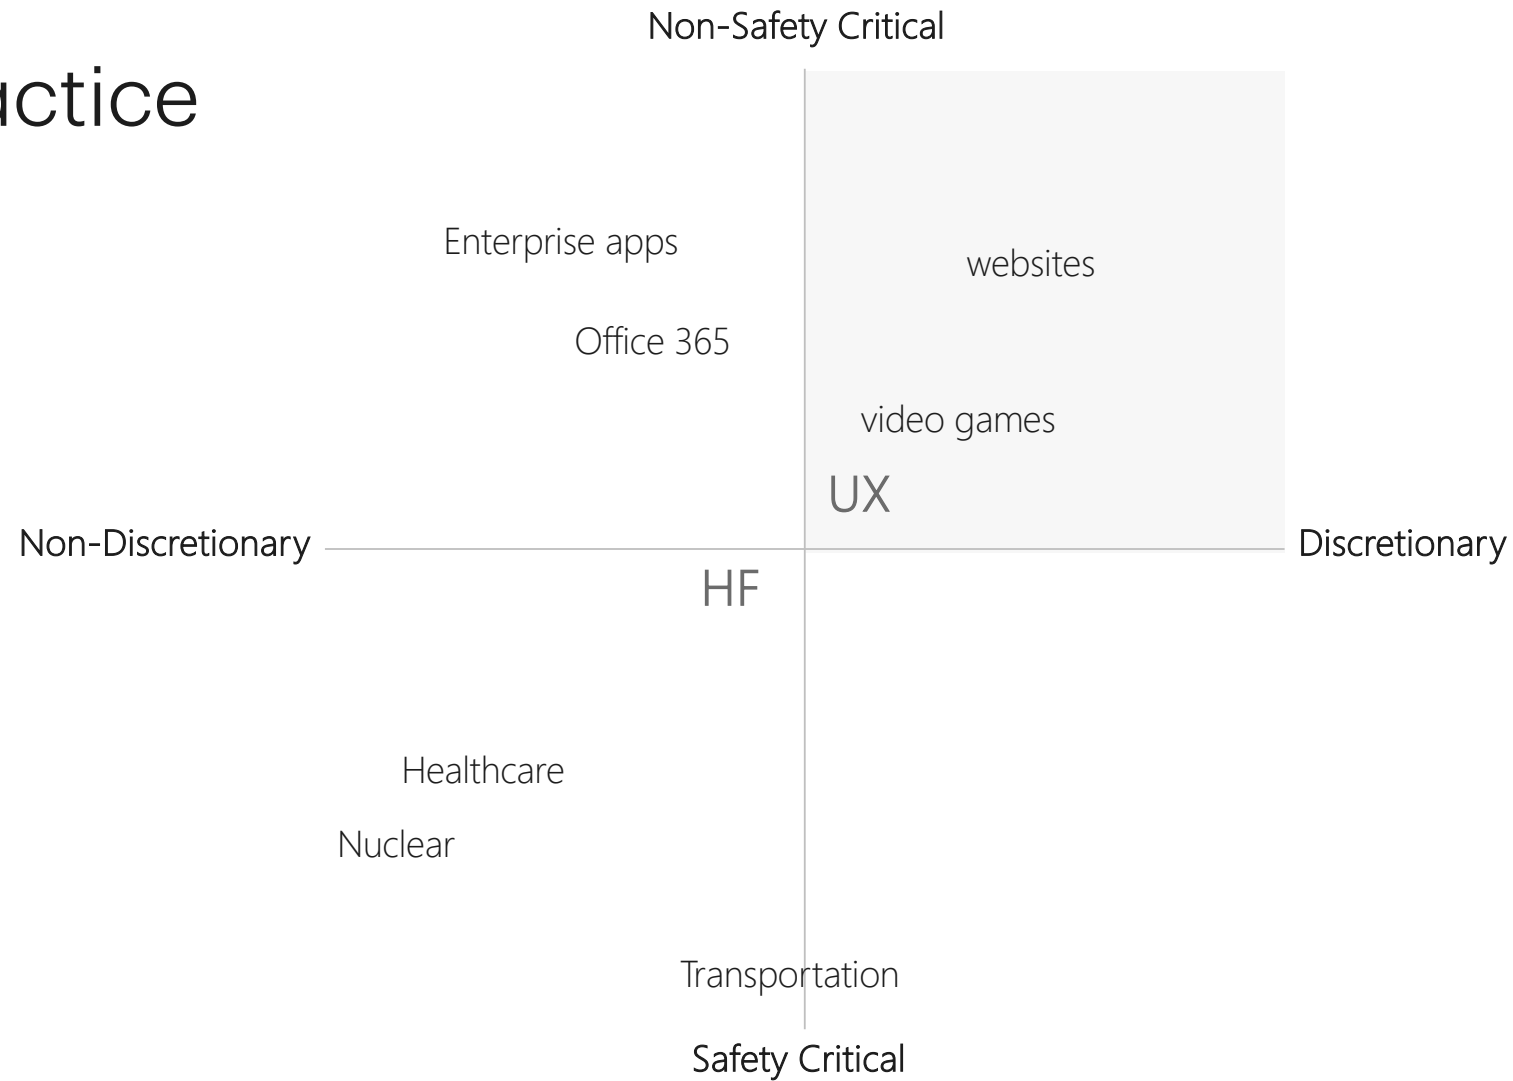 Non-Safety Critical
actice
Enterprise apps
websites
Office 365
video games
UX
Non-Discretionary
Discretionary
HF
Healthcare
Nuclear
Transportation
Safety Critical